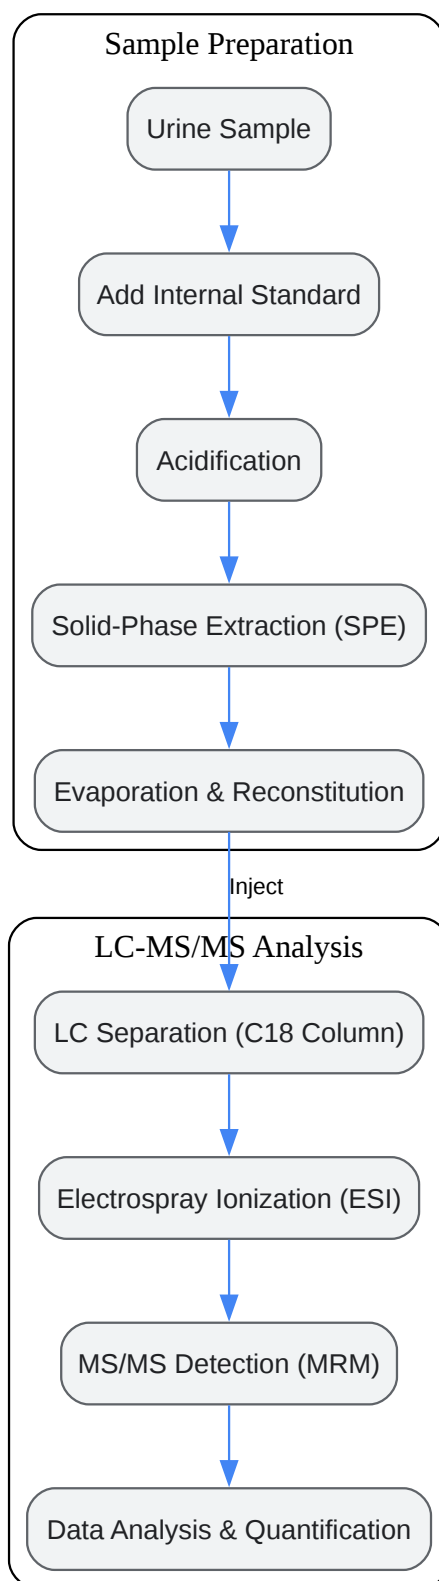 Sample Preparation
Urine Sample
Add Internal Standard
Acidification
Solid-Phase Extraction (SPE)
Evaporation & Reconstitution
Inject
LC-MS/MS Analysis
LC Separation (C18 Column)
Electrospray Ionization (ESI)
MS/MS Detection (MRM)
Data Analysis & Quantification